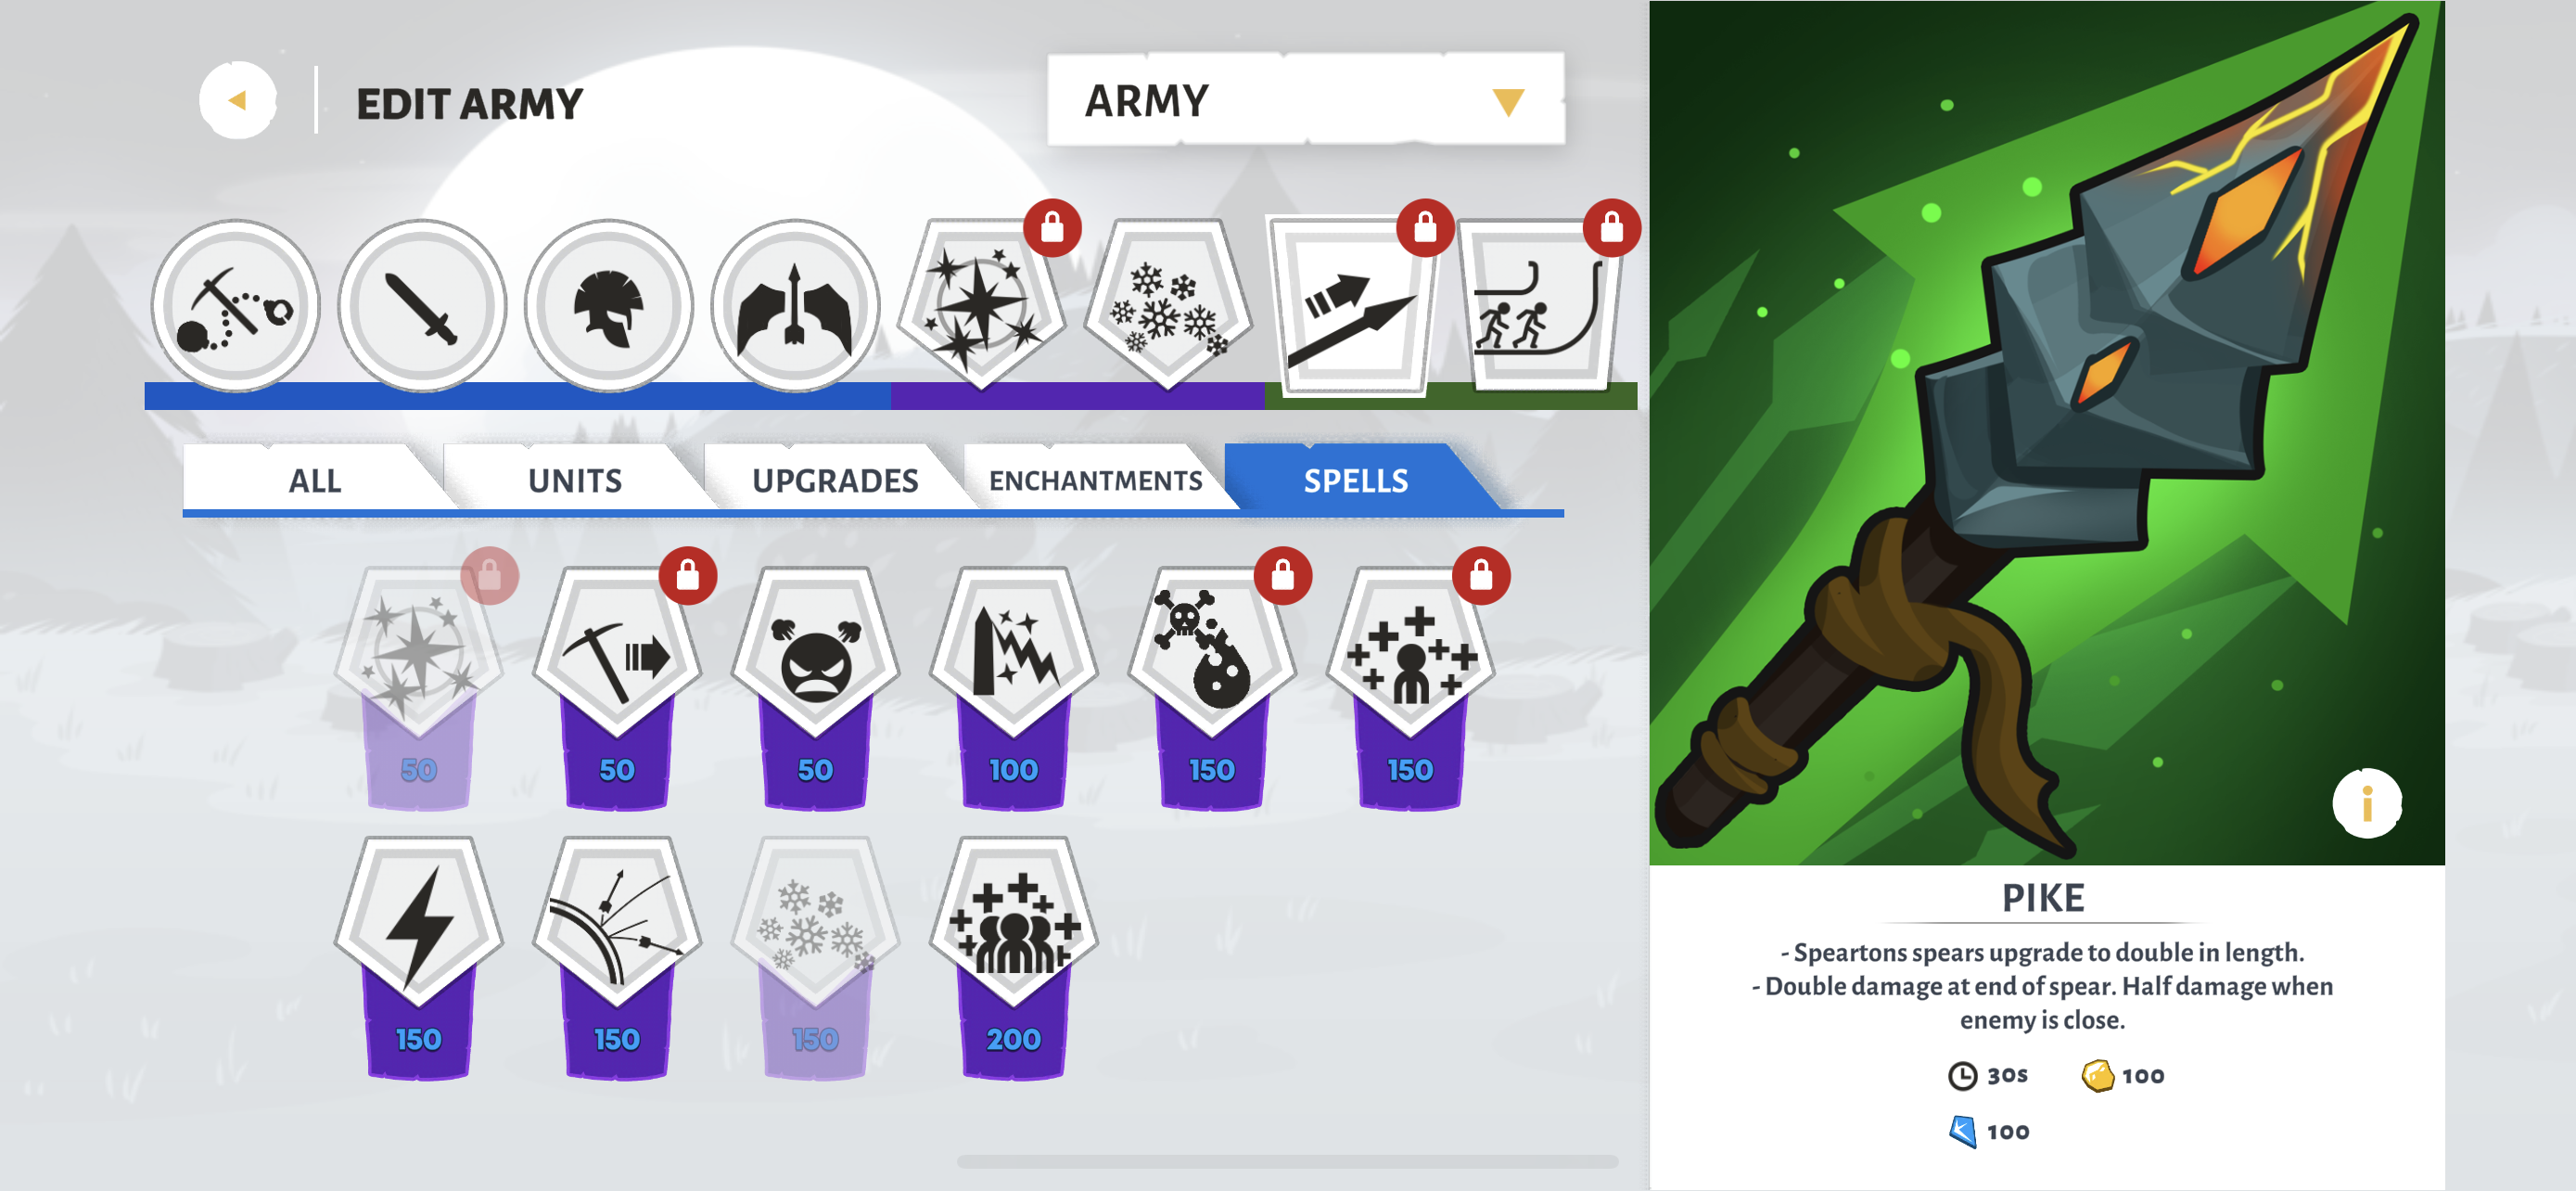 EDIT ARMY
ARMY
ALL
UNITS
UPGRADES
ENCHANTMENTS
SPELLS
50
50
50
100
150
150
150
150
150
200
i
PIKE
- Speartons spears upgrade to double in length.
- Double damage at end of spear. Half damage when
enemy is close.
30s
100
100